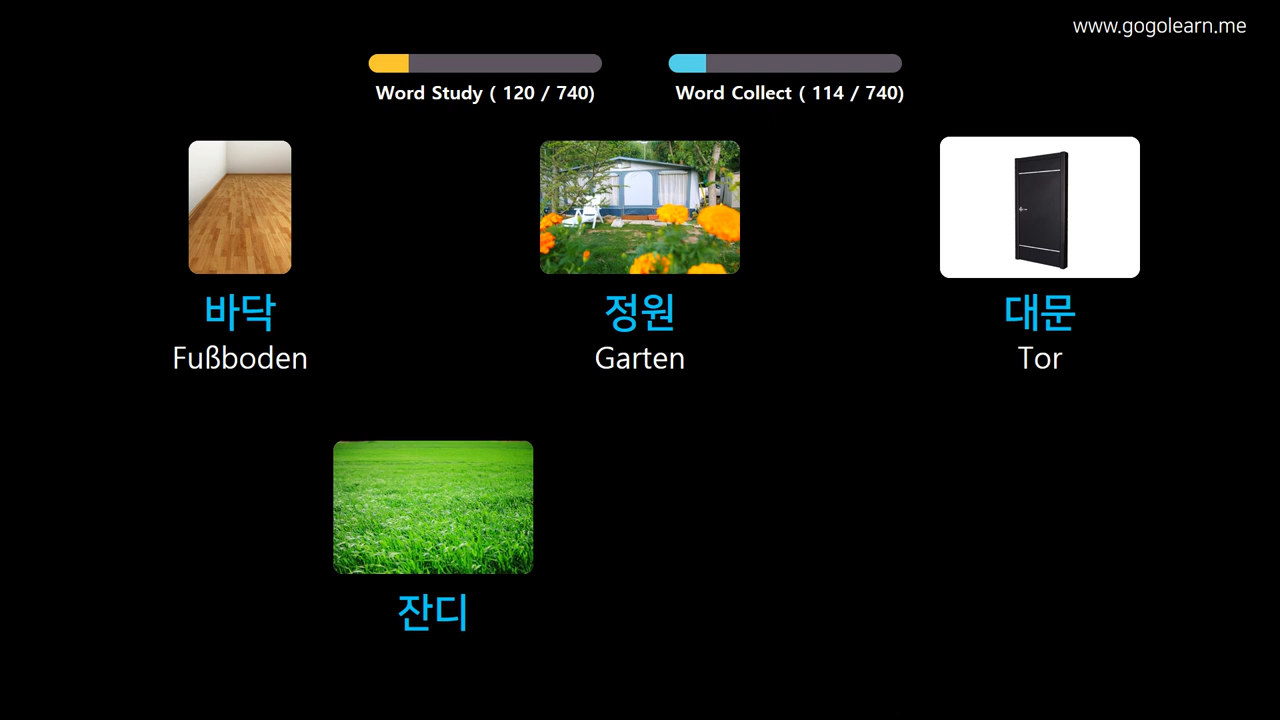 www.gogolearn.me
Word Study ( 120 / 740)
Word Collect ( 114 / 740)
바닥
Fußboden
정원
Garten
대문
Tor
잔디